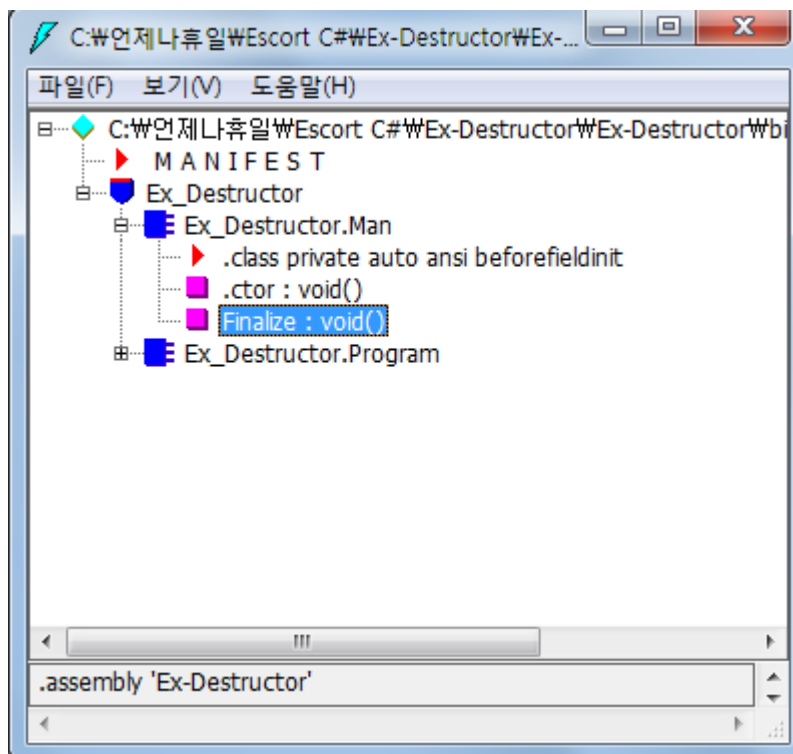 C:₩언제나휴일₩Escort C#₩Ex-Destructor₩Ex-...
파일(F) 보기(V) 도움말(H)
C:₩언제나휴일₩Escort C#₩Ex-Destructor₩Ex-Destructor₩bi
M A N I F E S T
Ex_Destructor
Ex_Destructor.Man
.class private auto ansi beforefieldinit
.ctor : void()
Finalize : void()
Ex_Destructor.Program
.assembly 'Ex-Destructor'